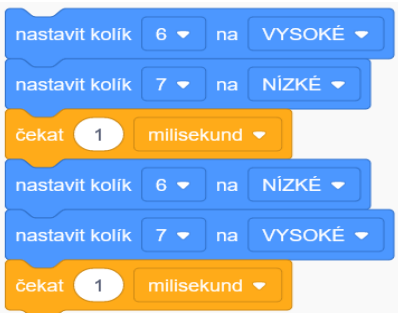 nastavit kolík 6 na VYSOKÉ
nastavit kolík 7 na NÍZKÉ
čekat 1 milisekund
nastavit kolík 6 na NÍZKÉ
nastavit kolík 7 na VYSOKÉ
čekat 1 milisekund